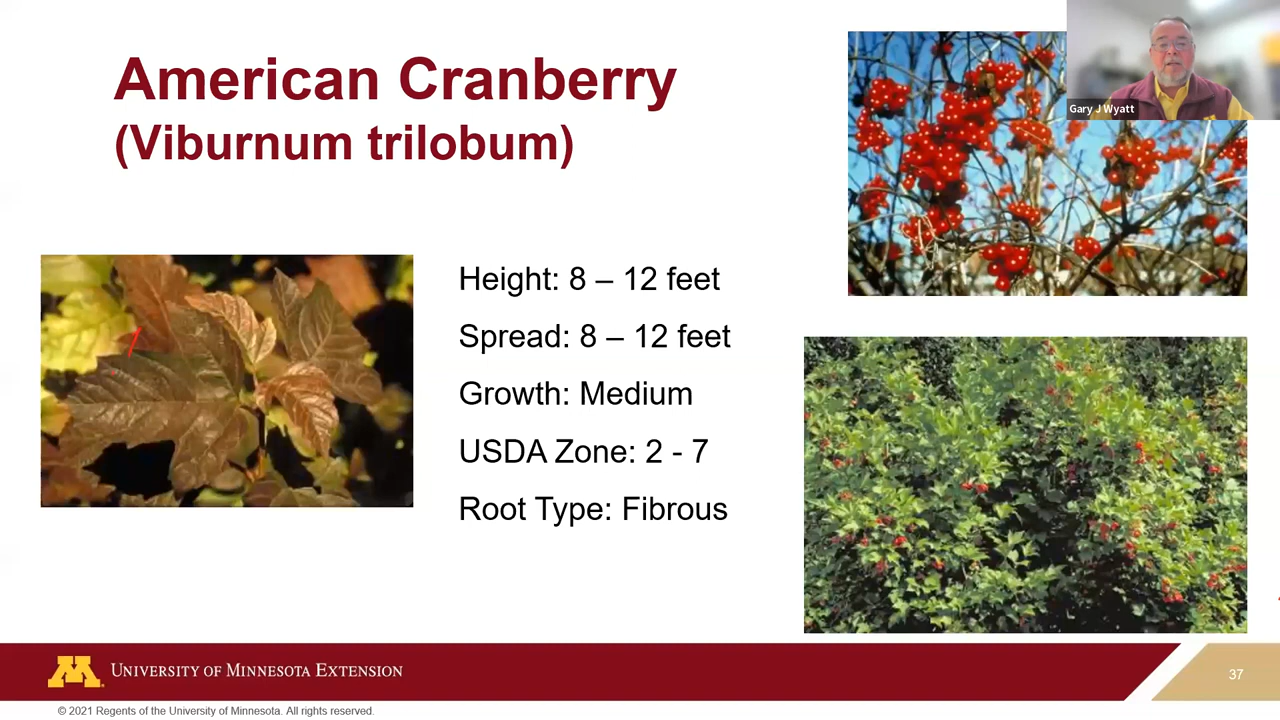 American Cranberry
(Viburnum trilobum)
Gary J Wyatt
Height: 8 – 12 feet
Spread: 8 – 12 feet
Growth: Medium
USDA Zone: 2 - 7
Root Type: Fibrous
M
UNIVERSITY OF MINNESOTA EXTENSION
37
© 2021 Regents of the University of Minnesota. All rights reserved.